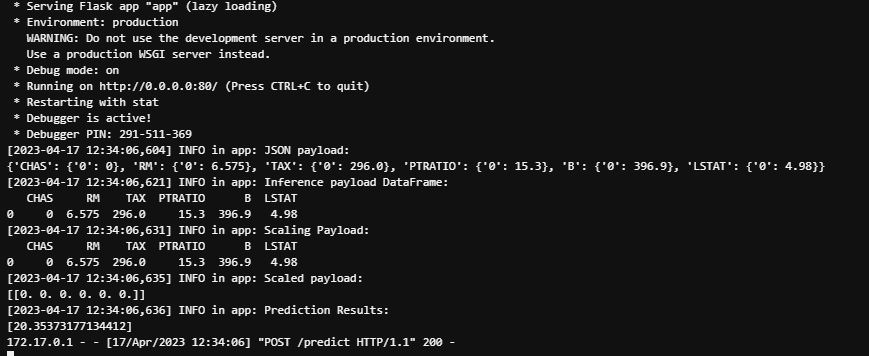 * Serving Flask app "app" (lazy loading)
* Environment: production
WARNING: Do not use the development server in a production environment.
Use a production WSGI server instead.
* Debug mode: on
* Running on http://0.0.0.0:80/ (Press CTRL+C to quit)
* Restarting with stat
* Debugger is active!
* Debugger PIN: 291-511-369
[2023-04-17 12:34:06,604] INFO in app: JSON payload:
{'CHAS': {'0': 0}, 'RM': {'0': 6.575}, 'TAX': {'0': 296.0}, 'PTRATIO': {'0': 15.3}, 'B': {'0': 396.9}, 'LSTAT': {'0': 4.98}}
[2023-04-17 12:34:06,621] INFO in app: Inference payload DataFrame:
CHAS RM TAX PTRATIO B LSTAT
0 0 6.575 296.0 15.3 396.9 4.98
[2023-04-17 12:34:06,631] INFO in app: Scaling Payload:
CHAS RM TAX PTRATIO B LSTAT
0 0 6.575 296.0 15.3 396.9 4.98
[2023-04-17 12:34:06,635] INFO in app: Scaled payload:
[[0. 0. 0. 0. 0. 0.]]
[2023-04-17 12:34:06,636] INFO in app: Prediction Results:
[20.35373177134412]
172.17.0.1 - - [17/Apr/2023 12:34:06] "POST /predict HTTP/1.1" 200 -